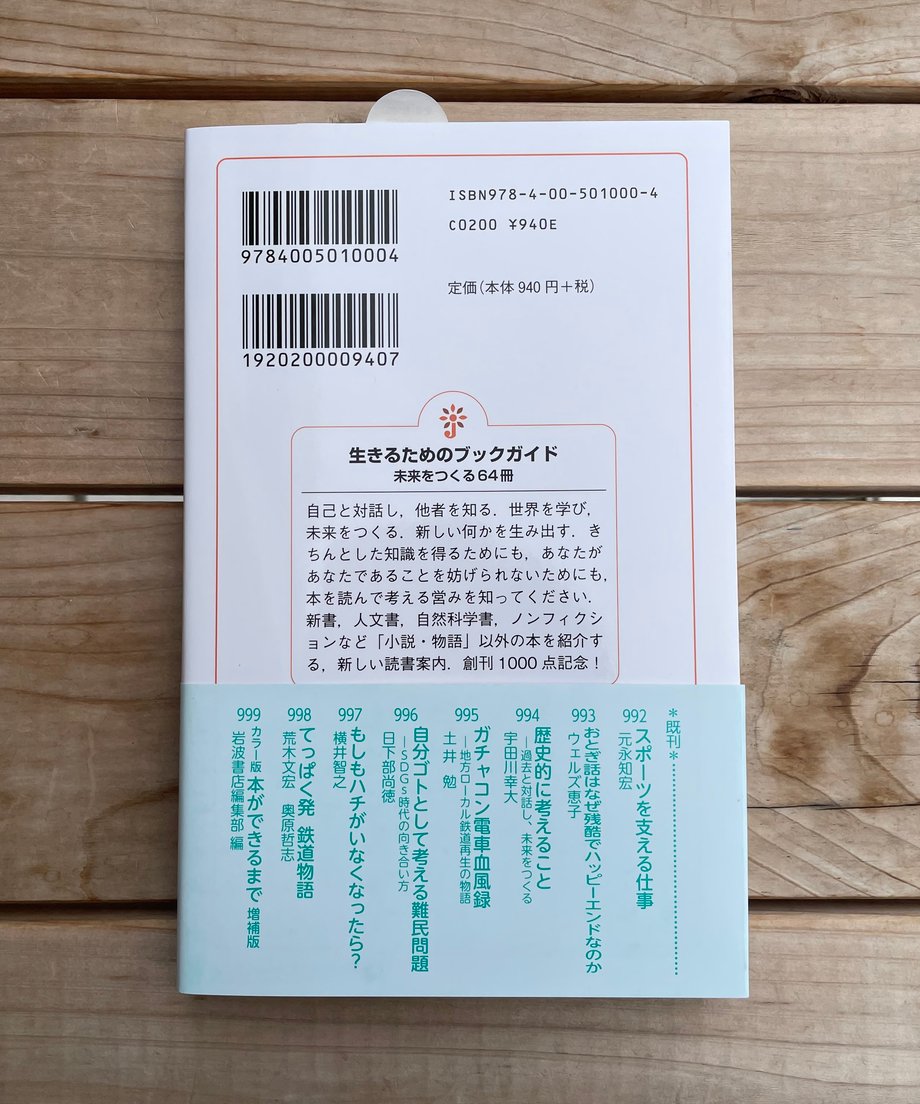 ISBN978-4-00-501000-4
C0200 ¥940E
定価(本体 940 円+税)
9784005010004
1920200009407
生きるためのブックガイド
未来をつくる64冊
自己と対話し，他者を知る．世界を学び，
未来をつくる．新しい何かを生み出す．き
ちんとした知識を得るためにも，あなたが
あなたであることを妨げられないためにも，
本を読んで考える営みを知ってください．
新書，人文書，自然科学書，ノンフィクシ
ョンなど「小説・物語」以外の本を紹介す
る，新しい読書案内．創刊 1000 点記念！
＊既刊＊
992
スポーツを支える仕事
元永知宏
993
おとぎ話はなぜ残酷でハッピーエンドなのか
ウェルズ恵子
994
歴史的に考えること
―過去と対話し、未来をつくる
宇田川幸大
995
ガチャコン電車血風録
―地方ローカル鉄道再生の物語
土井 勉
996
自分ゴトとして考える難民問題
―SDGs時代の向き合い方
日下部尚徳
997
もしもハチがいなくなったら？
横井智之
998
てっぱく発 鉄道物語
荒木文宏 奥原哲志
999
カラー版 本ができるまで 増補版
岩波書店編集部 編